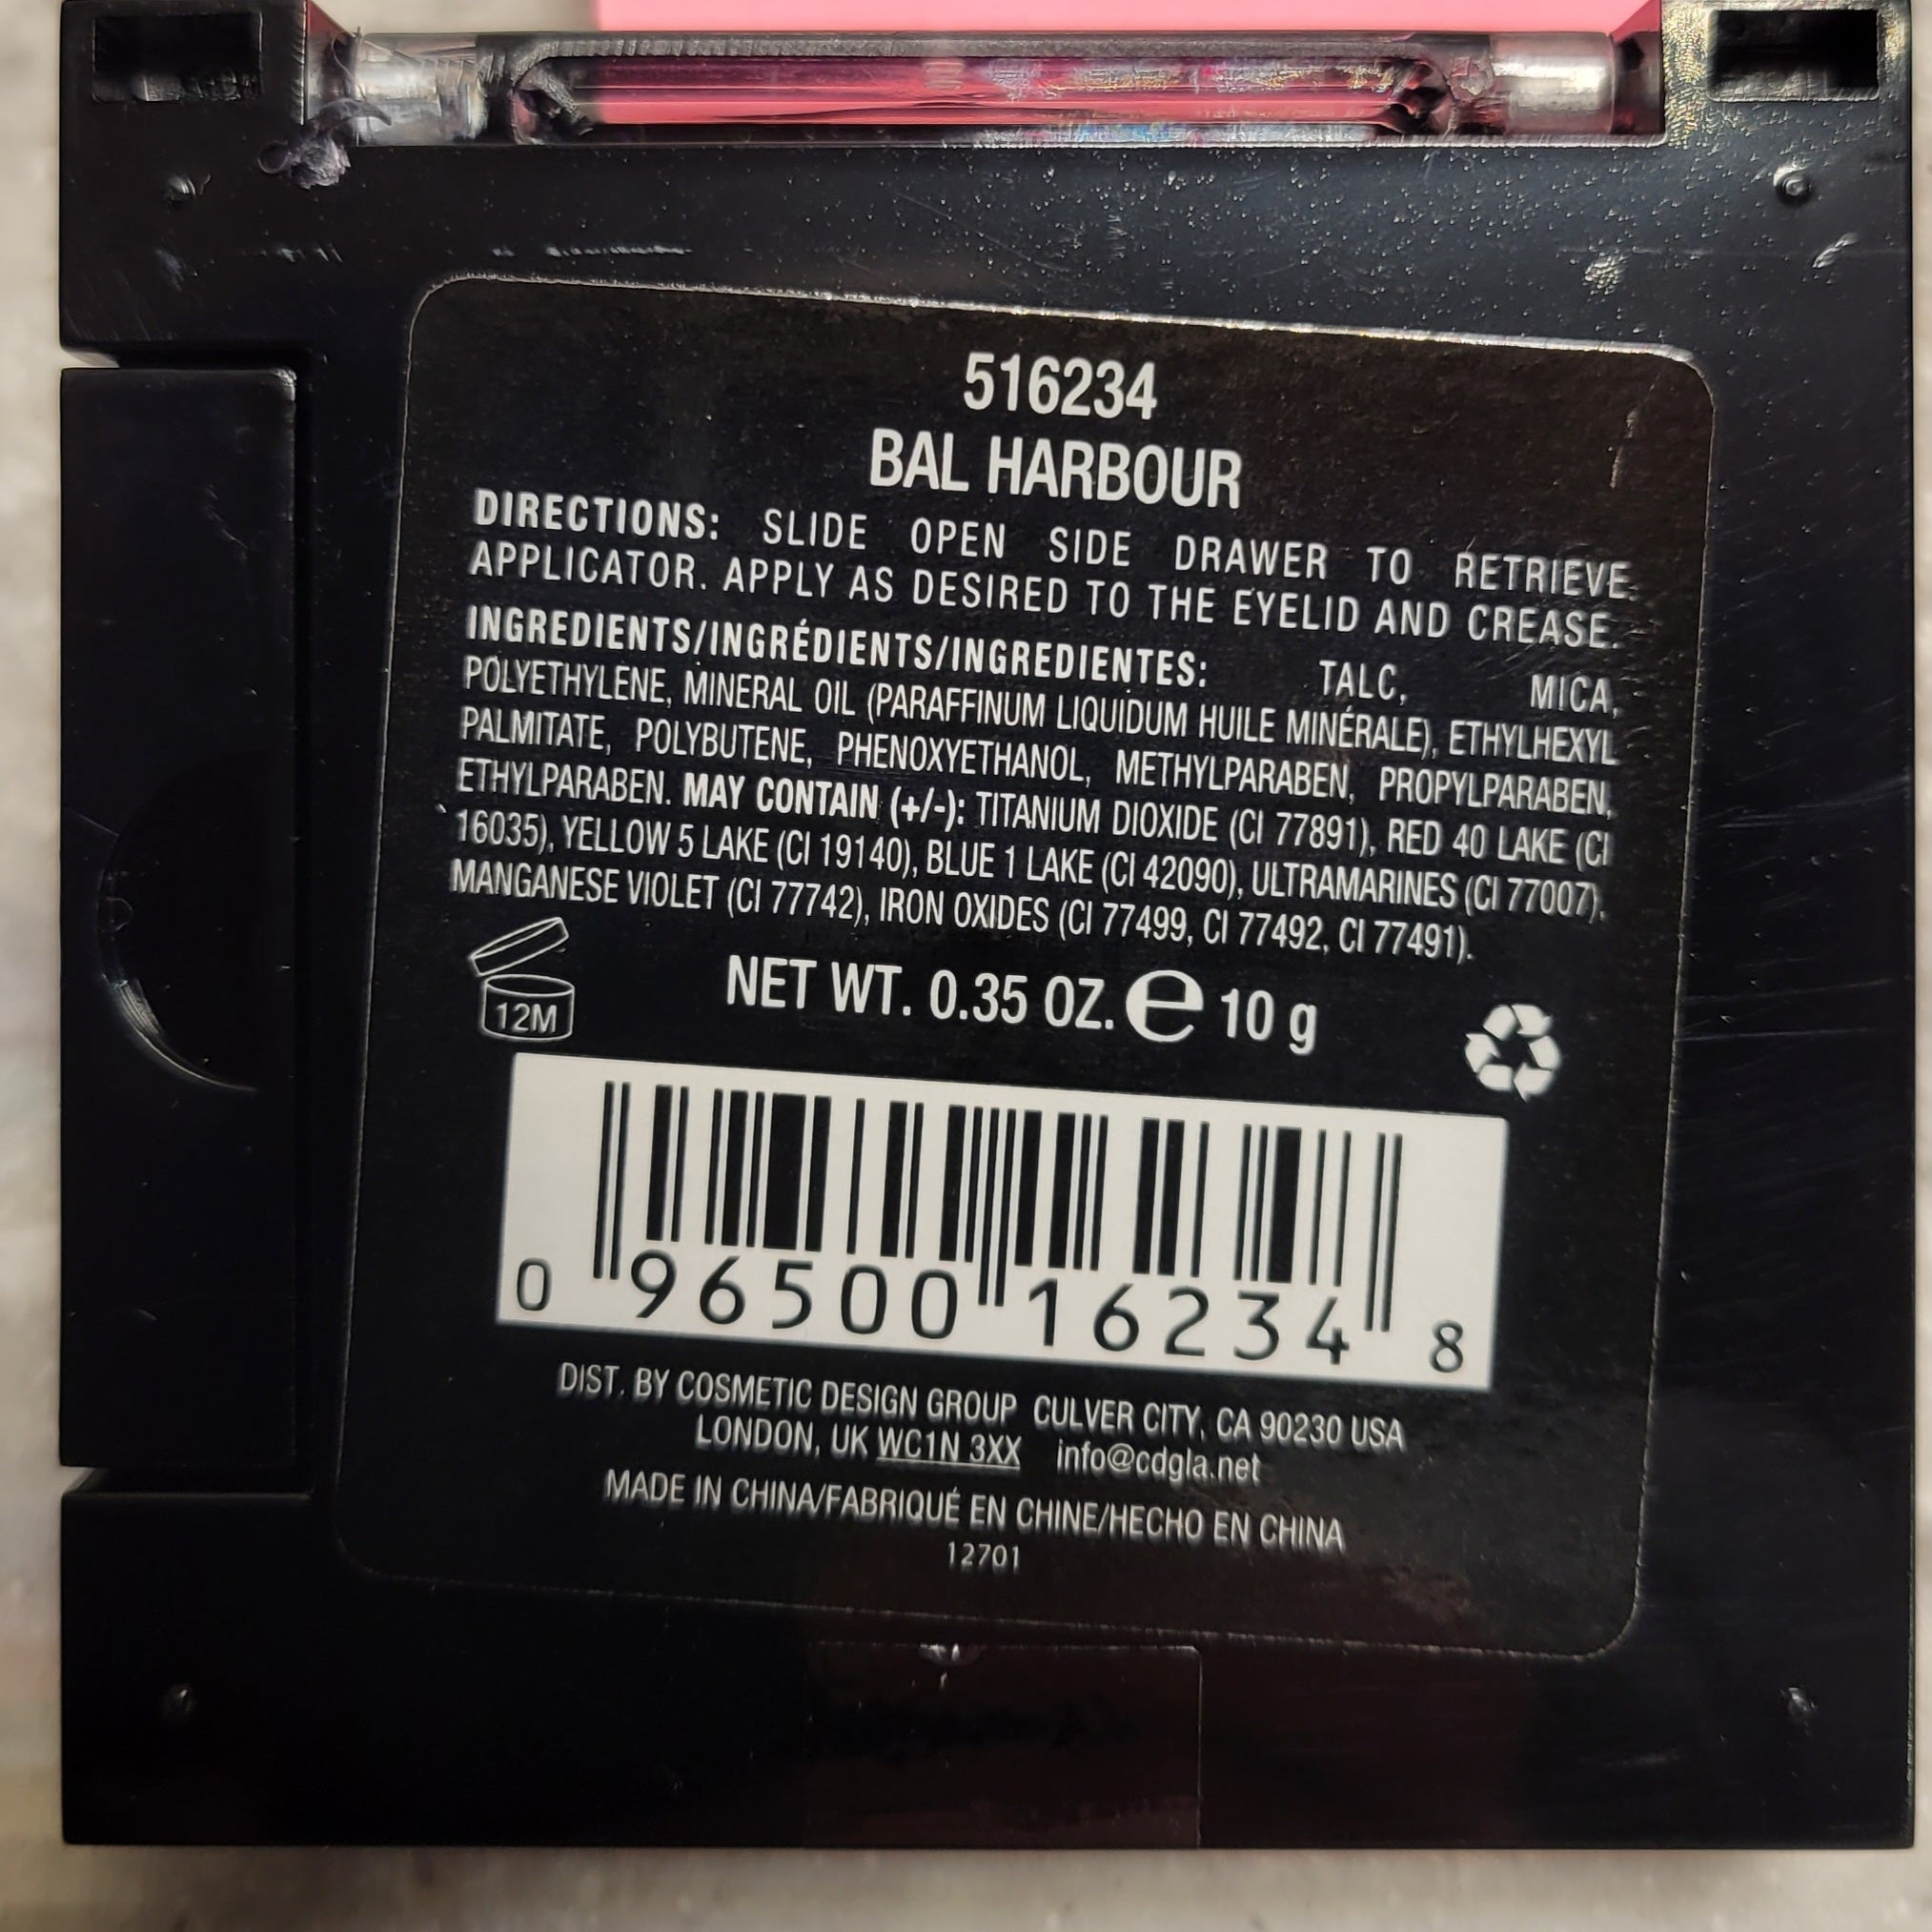 516234
BAL HARBOUR
DIRECTIONS: SLIDE OPEN SIDE DRAWER TO RETRIEVE
APPLICATOR. APPLY AS DESIRED TO THE EYELID AND CREASE.
INGREDIENTS/INGRÉDIENTS/INGREDIENTES: TALC, MICA,
POLYETHYLENE, MINERAL OIL (PARAFFINUM LIQUIDUM HUILE MINÉRALE), ETHYLHEXYL
PALMITATE, POLYBUTENE, PHENOXYETHANOL, METHYLPARABEN, PROPYLPARABEN,
ETHYLPARABEN. MAY CONTAIN (+/-): TITANIUM DIOXIDE (CI 77891), RED 40 LAKE (CI
16035), YELLOW 5 LAKE (CI 19140), BLUE 1 LAKE (CI 42090), ULTRAMARINES (CI 77007),
MANGANESE VIOLET (CI 77742), IRON OXIDES (CI 77499, CI 77492, CI 77491).
12M
NET WT. 0.35 OZ. e 10 g
0 96500 16234 8
DIST. BY COSMETIC DESIGN GROUP CULVER CITY, CA 90230 USA
LONDON, UK WC1N 3XX info@cdgla.net
MADE IN CHINA/FABRIQUÉ EN CHINE/HECHO EN CHINA
12701